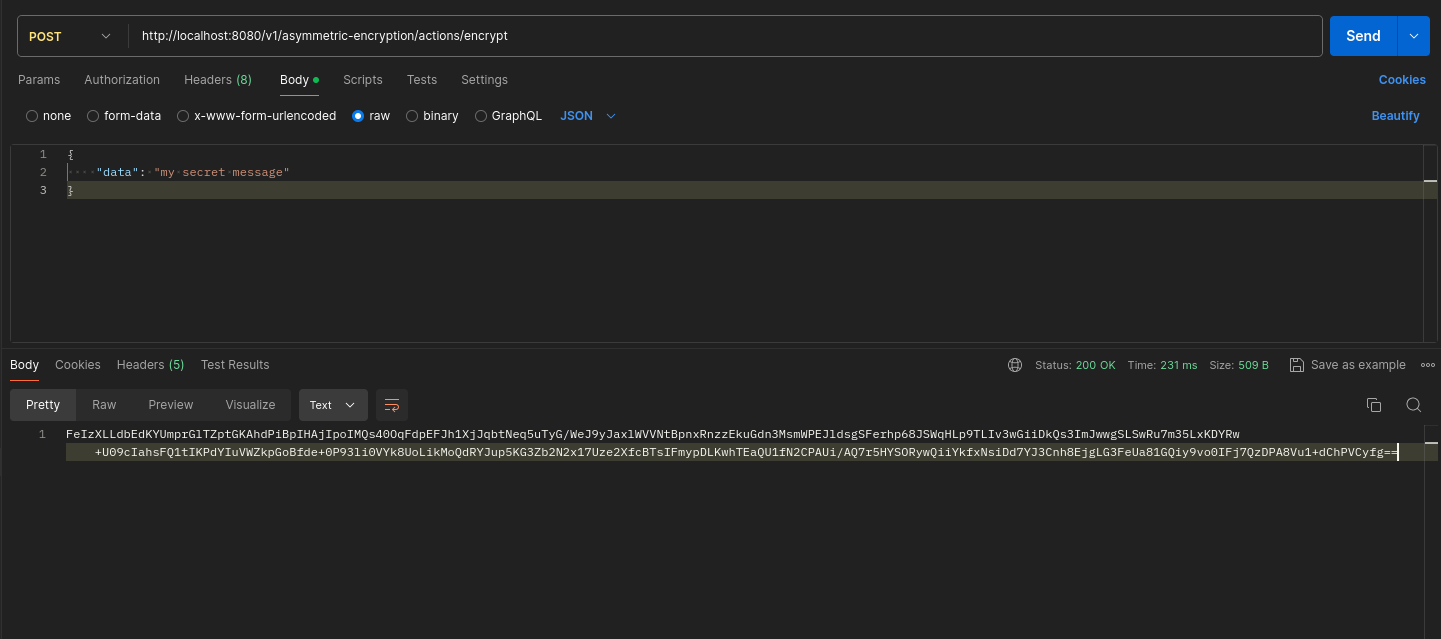 POST http://localhost:8080/v1/asymmetric-encryption/actions/encrypt Send
Params Authorization Headers (8) Body Scripts Tests Settings Cookies
none form-data x-www-form-urlencoded raw binary GraphQL JSON Beautify
1 {
2 "data": "my secret message"
3 }
Body Cookies Headers (5) Test Results Status: 200 OK Time: 231 ms Size: 509 B Save as example
Pretty Raw Preview Visualize Text
1 FeIzXLLdbEdKYUmprGlTZptGKAhdPiBpIHAjIpoIMQs40OqFdpEFJh1XjJqbtNeq5uTyG/WeJ9yJaxlWVVNtBpnxRnzzEkuGdn3MsmWPEJldsgSFerhp68JSWqHLp9TLIv3wGiiDkQs3ImJwwgSLSwRu7m35LxKDYRw
+U09cIahsFQ1tIKPdYIuVWZkpGoBfde+0P93li0VYk8UoLikMoQdRYJup5KG3Zb2N2x17Uze2XfcBTsIFmypDLKwhTEaQU1fN2CPAUi/AQ7r5HYSORywQiiYkfxNsiDd7YJ3Cnh8EjgLG3FeUa81GQiy9vo0IFj7QzDPA8Vu1+dChPVCyfg==